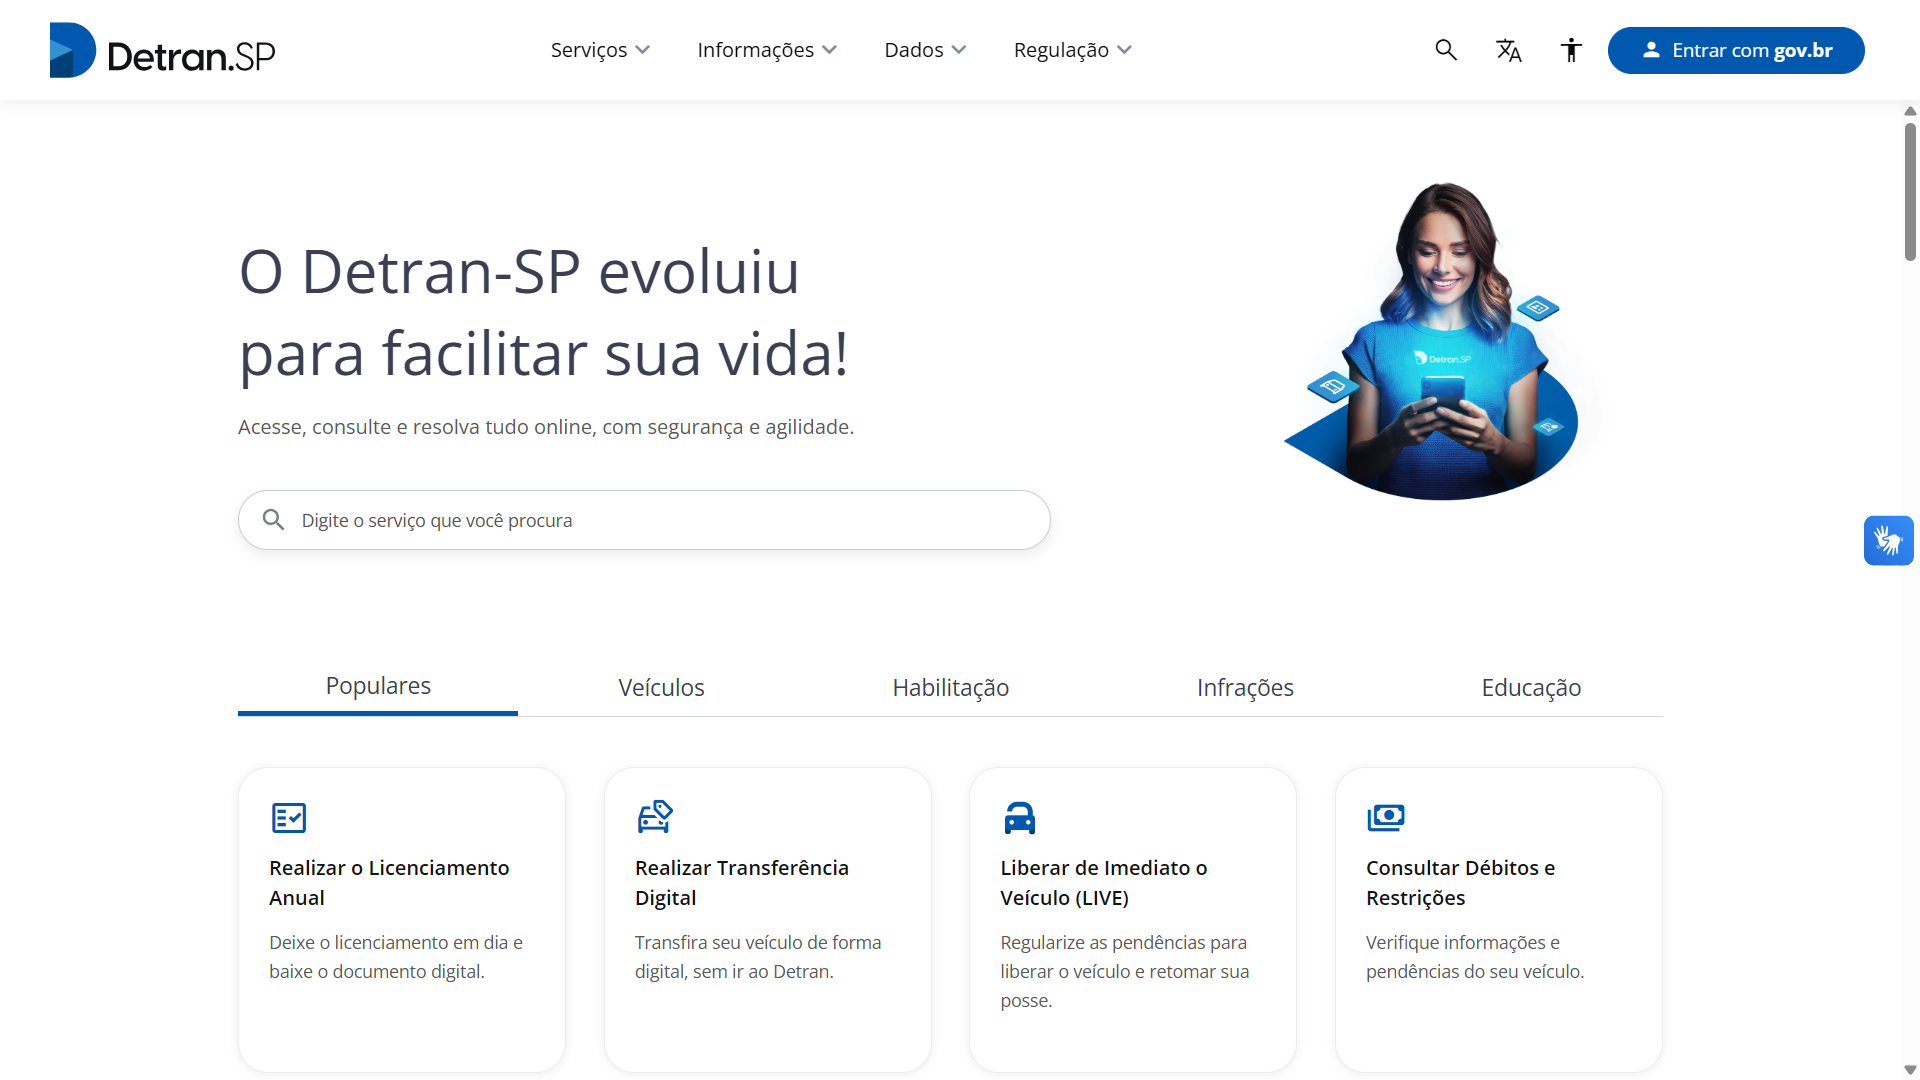 Detran.SP
Serviços
Informações
Dados
Regulação
Entrar com gov.br
O Detran-SP evoluiu
para facilitar sua vida!
Acesse, consulte e resolva tudo online, com segurança e agilidade.
Digite o serviço que você procura
Detran.SP
Populares
Veículos
Habilitação
Infrações
Educação
Realizar o Licenciamento
Anual
Deixe o licenciamento em dia e
baixe o documento digital.
Realizar Transferência
Digital
Transfira seu veículo de forma
digital, sem ir ao Detran.
Liberar de Imediato o
Veículo (LIVE)
Regularize as pendências para
liberar o veículo e retomar sua
posse.
Consultar Débitos e
Restrições
Verifique informações e
pendências do seu veículo.